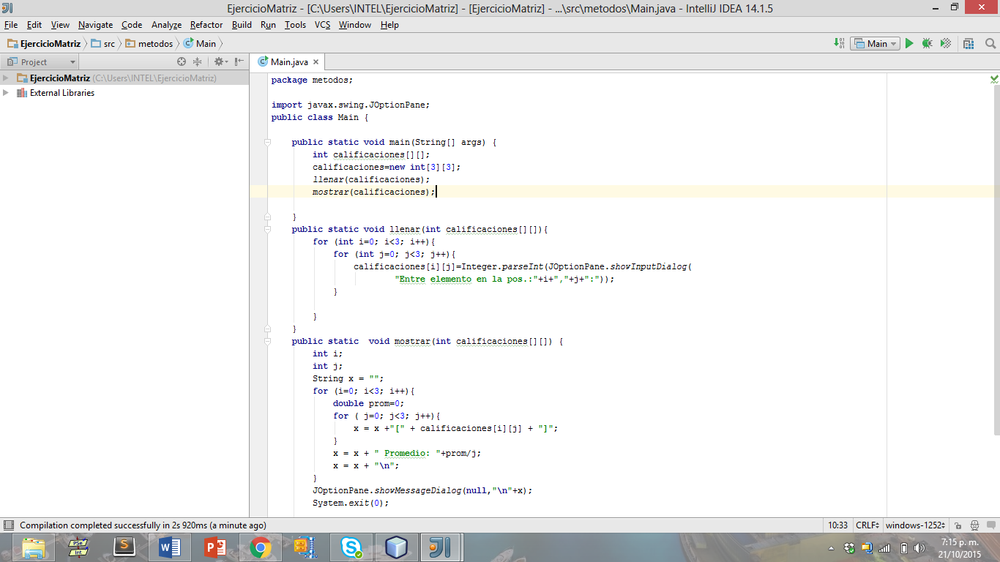 EjercicioMatriz - [C:\Users\INTEL\EjercicioMatriz] - [EjercicioMatriz] - ...\src\metodos\Main.java - IntelliJ IDEA 14.1.5
File Edit View Navigate Code Analyze Refactor Build Run Tools VCS Window Help
EjercicioMatriz src metodos Main Main
Project Main.java
EjercicioMatriz (C:\Users\INTEL\EjercicioMatriz)
External Libraries
package metodos;
import javax.swing.JOptionPane;
public class Main {
public static void main(String[] args) {
int calificaciones[][];
calificaciones=new int[3][3];
llenar(calificaciones);
mostrar(calificaciones);
}
public static void llenar(int calificaciones[][]){
for (int i=0; i<3; i++){
for (int j=0; j<3; j++){
calificaciones[i][j]=Integer.parseInt(JOptionPane.showInputDialog(
"Entre elemento en la pos.:"+i+","+j+":"));
}
}
}
public static  void mostrar(int calificaciones[][]) {
int i;
int j;
String x = "";
for (i=0; i<3; i++){
double prom=0;
for ( j=0; j<3; j++){
x = x +"[" + calificaciones[i][j] + "]";
}
x = x + " Promedio: "+prom/j;
x = x + "\n";
}
JOptionPane.showMessageDialog(null,"\n"+x);
System.exit(0);
Compilation completed successfully in 2s 920ms (a minute ago) 10:33 CRLF windows-1252
PSe
Int
7:15 p. m.
21/10/2015